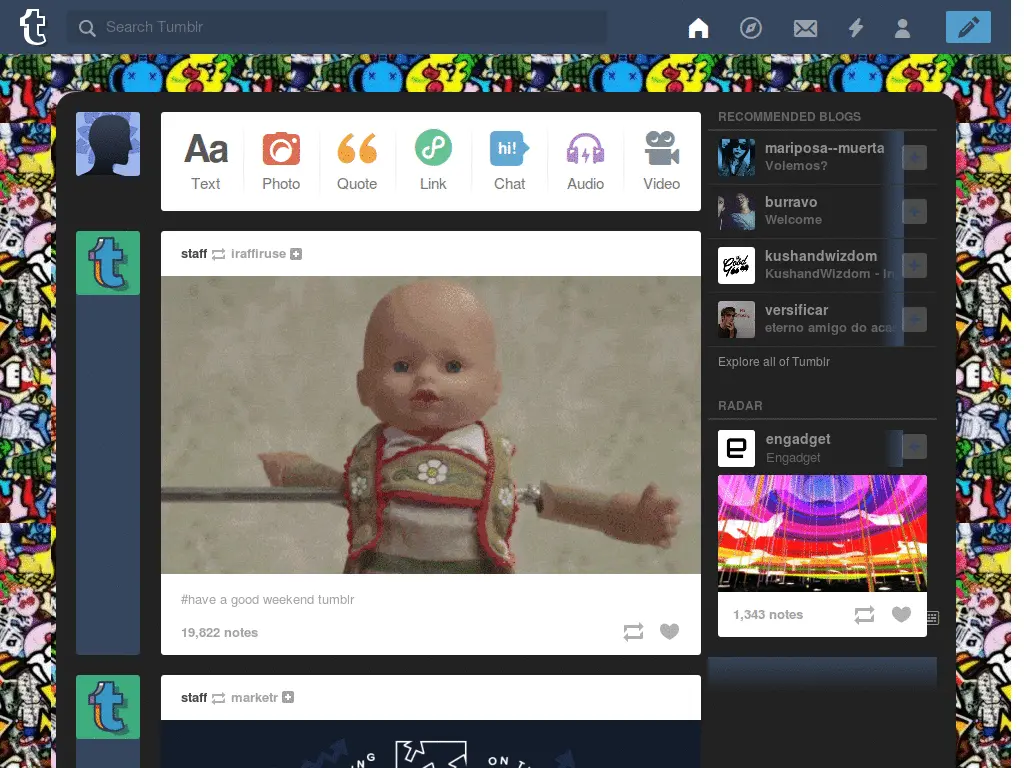 Search Tumblr
Aa
Text
Photo
Quote
Link
hi!
Chat
Audio
Video
staff iraffiruse
#have a good weekend tumblr
19,822 notes
staff marketr
ON
RECOMMENDED BLOGS
mariposa--muerta
Volemos?
burravo
Welcome
kushandwizdom
KushandWizdom - In
versificar
eterno amigo do aca
Explore all of Tumblr
RADAR
engadget
Engadget
1,343 notes